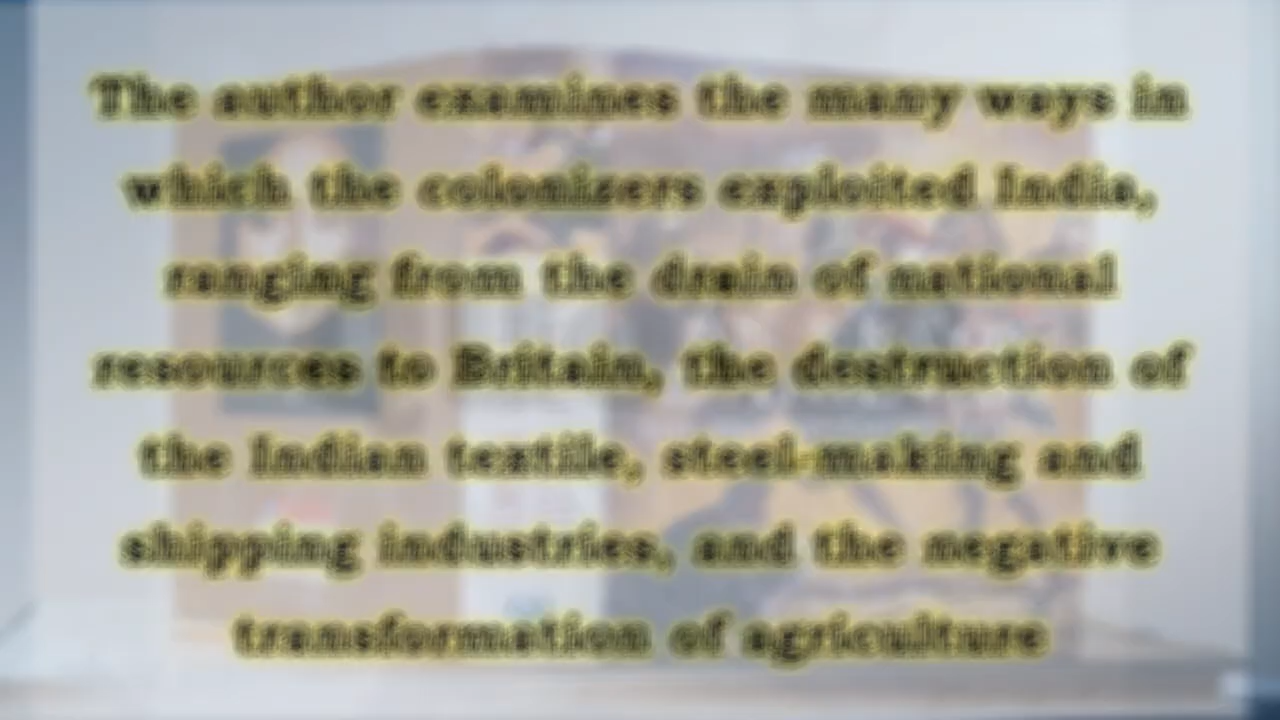 The author examines the many ways in
which the colonizers exploited India,
ranging from the drain of national
resources to Britain, the destruction of
the Indian textile, steel-making and
shipping industries, and the negative
transformation of agriculture